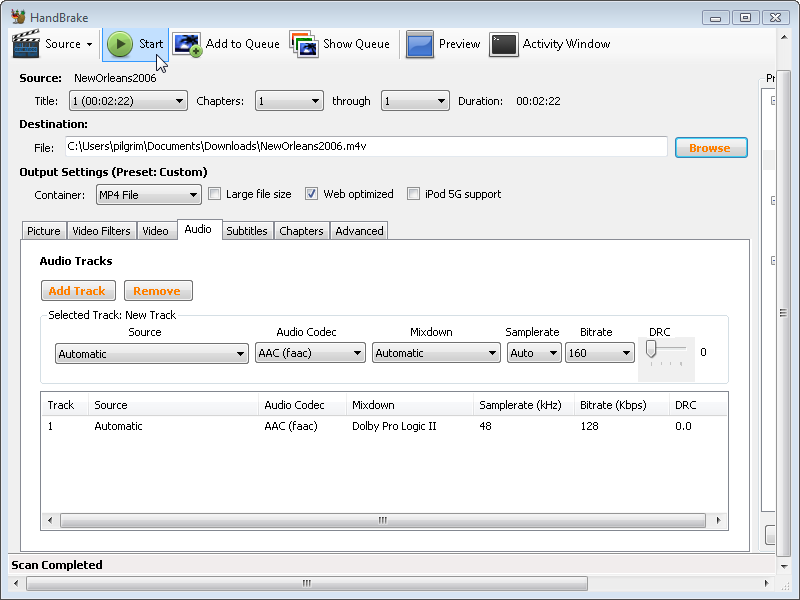 HandBrake
Source Start Add to Queue Show Queue Preview Activity Window
Source: NewOrleans2006
Title: 1 (00:02:22) Chapters: 1 through 1 Duration: 00:02:22
Destination:
File: C:\Users\pilgrim\Documents\Downloads\NewOrleans2006.m4v Browse
Output Settings (Preset: Custom)
Container: MP4 File Large file size Web optimized iPod 5G support
Picture Video Filters Video Audio Subtitles Chapters Advanced
Audio Tracks
Add Track Remove
Selected Track: New Track
Source Audio Codec Mixdown Samplerate Bitrate DRC
Automatic AAC (faac) Automatic Auto 160 0
Track Source Audio Codec Mixdown Samplerate (kHz) Bitrate (Kbps) DRC
1 Automatic AAC (faac) Dolby Pro Logic II 48 128 0.0
Scan Completed